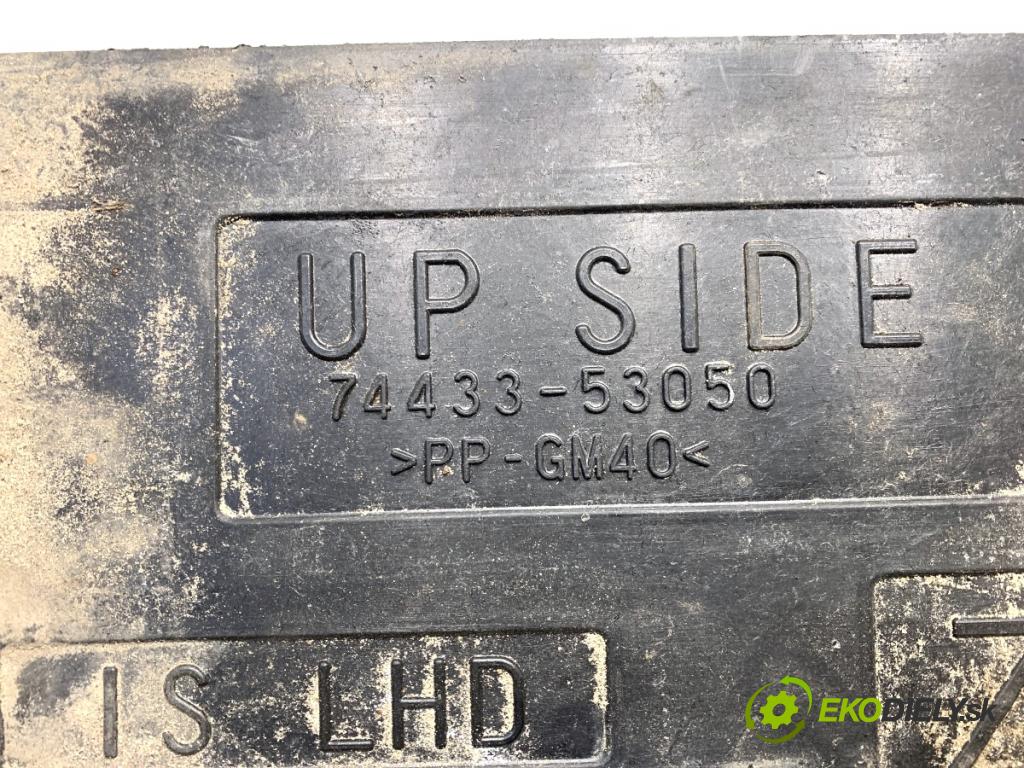 UP SIDE
74433-53050
>PP-GM40<
IS LHD
EKODIELY.sk